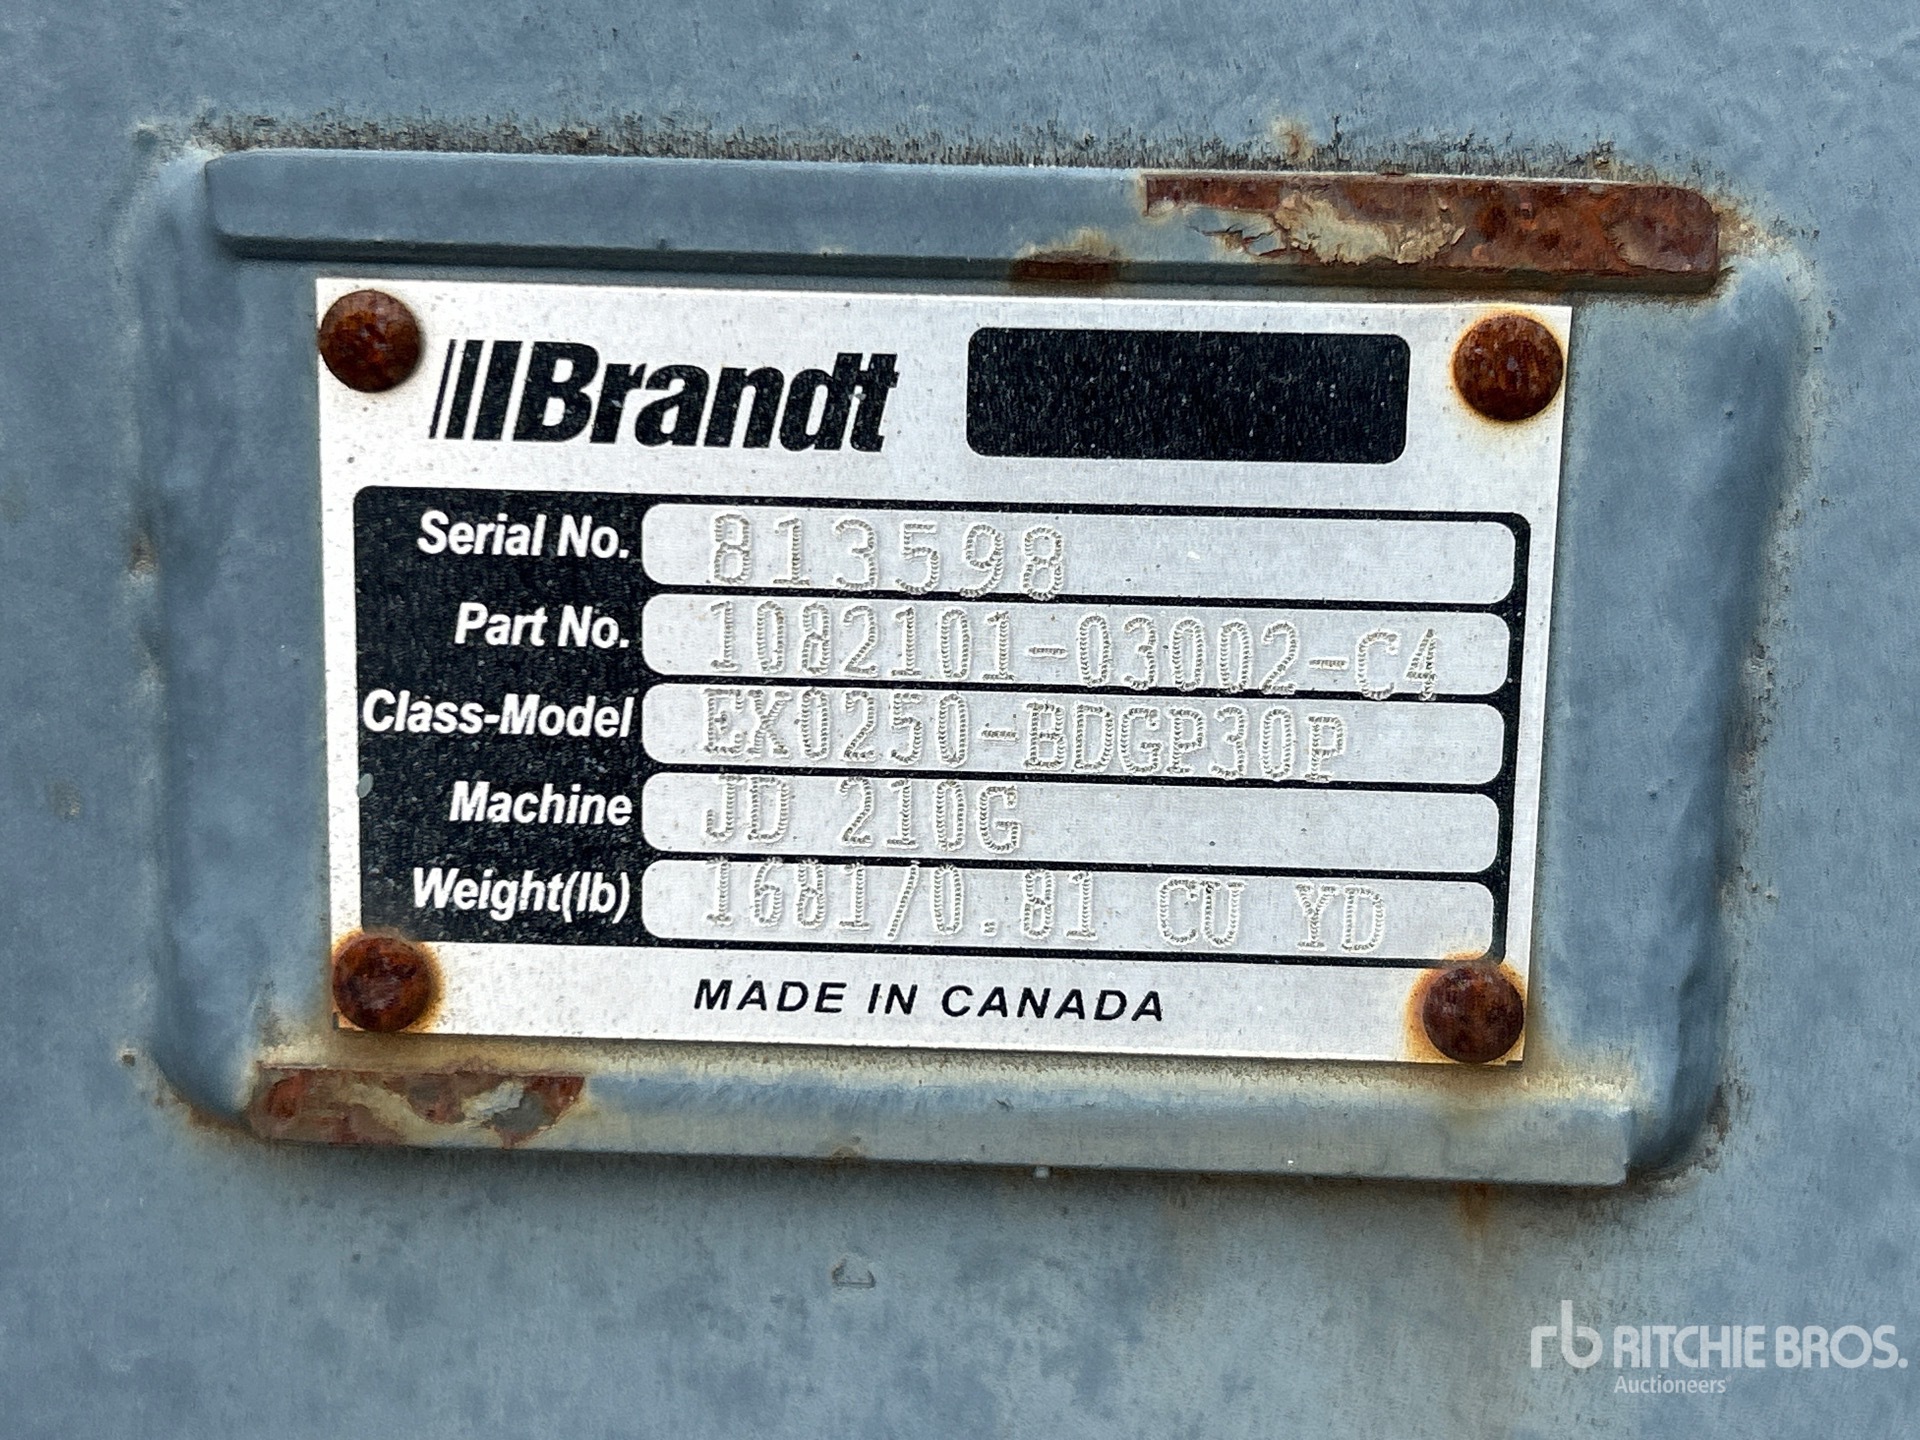 Brandt
Serial No. 813598
Part No. 1082101-03002-C4
Class-Model EX0250-BDGP30P
Machine JD 210G
Weight(lb) 1681/0.81 CU YD
MADE IN CANADA
rb RITCHIE BROS.
Auctioneers